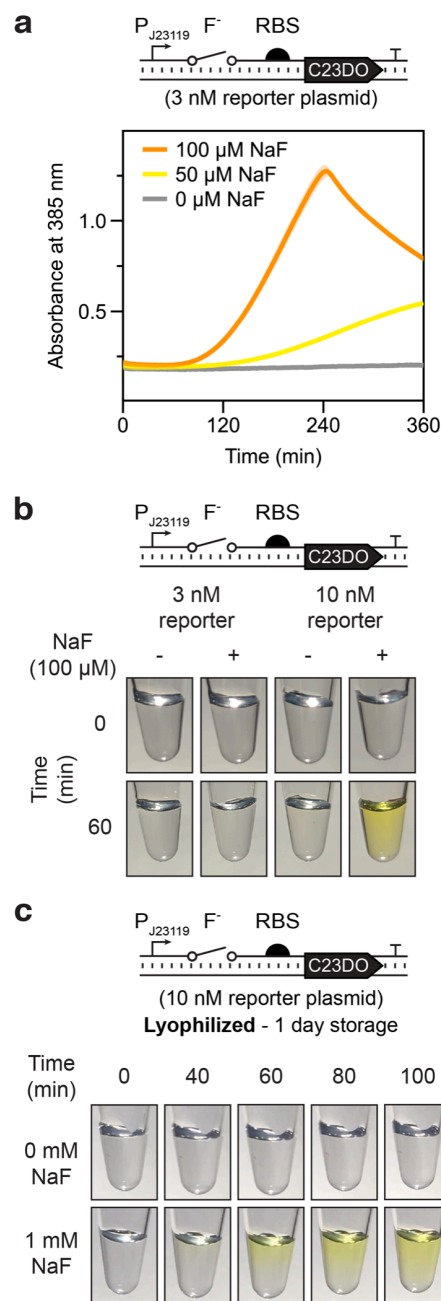 a
P J23119 F- RBS
C23DO T
(3 nM reporter plasmid)
100 µM NaF
50 µM NaF
0 µM NaF
1.0
0.5
Absorbance at 385 nm
0 120 240 360
Time (min)
b
P J23119 F- RBS
C23DO T
3 nM 10 nM
reporter reporter
NaF
(100 µM) - + - +
0
Time
(min)
60
c
P J23119 F- RBS
C23DO T
(10 nM reporter plasmid)
Lyophilized - 1 day storage
Time
(min) 0 40 60 80 100
0 mM
NaF
1 mM
NaF